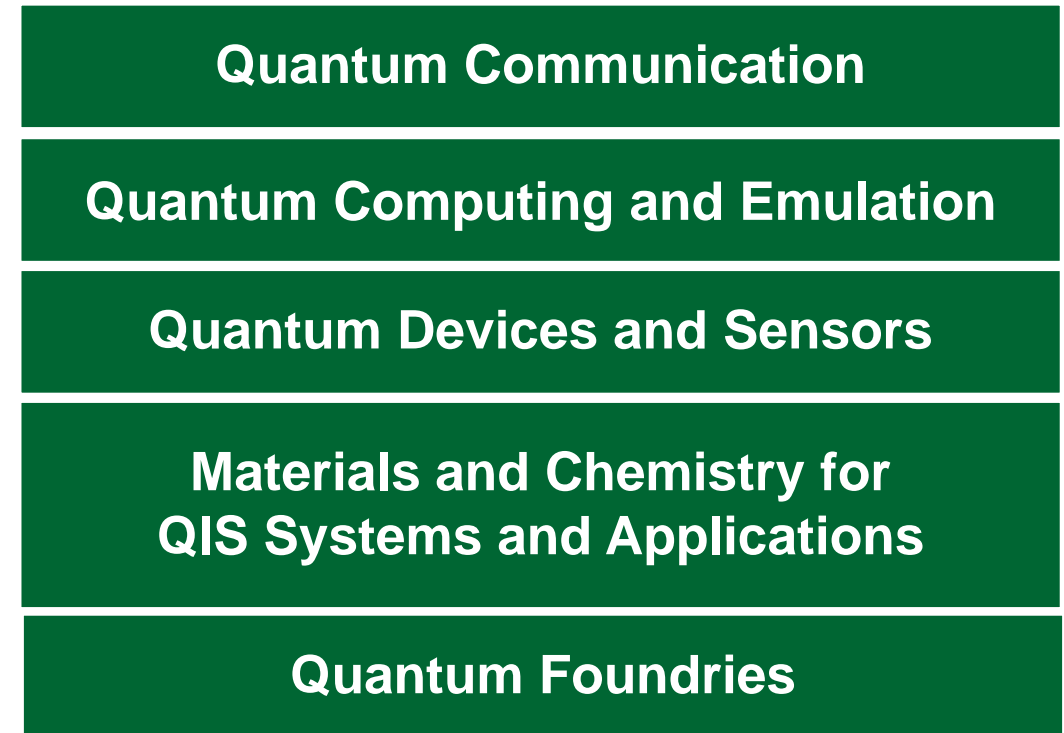 Quantum Communication
Quantum Computing and Emulation
Quantum Devices and Sensors
Materials and Chemistry for
QIS Systems and Applications
Quantum Foundries